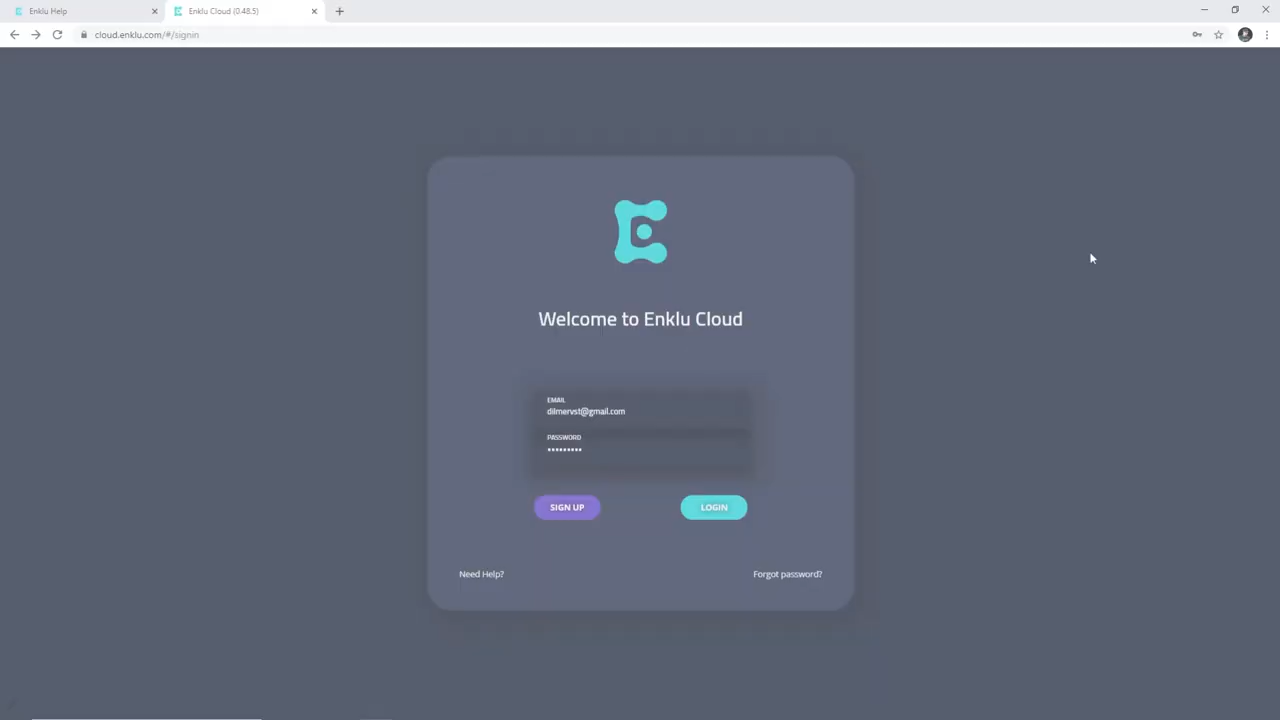 Enklu Help
Enklu Cloud (0.48.5)
cloud.enklu.com/#/signin
Welcome to Enklu Cloud
EMAIL
dilmervst@gmail.com
PASSWORD
•••••••••
SIGN UP
LOGIN
Need Help?
Forgot password?